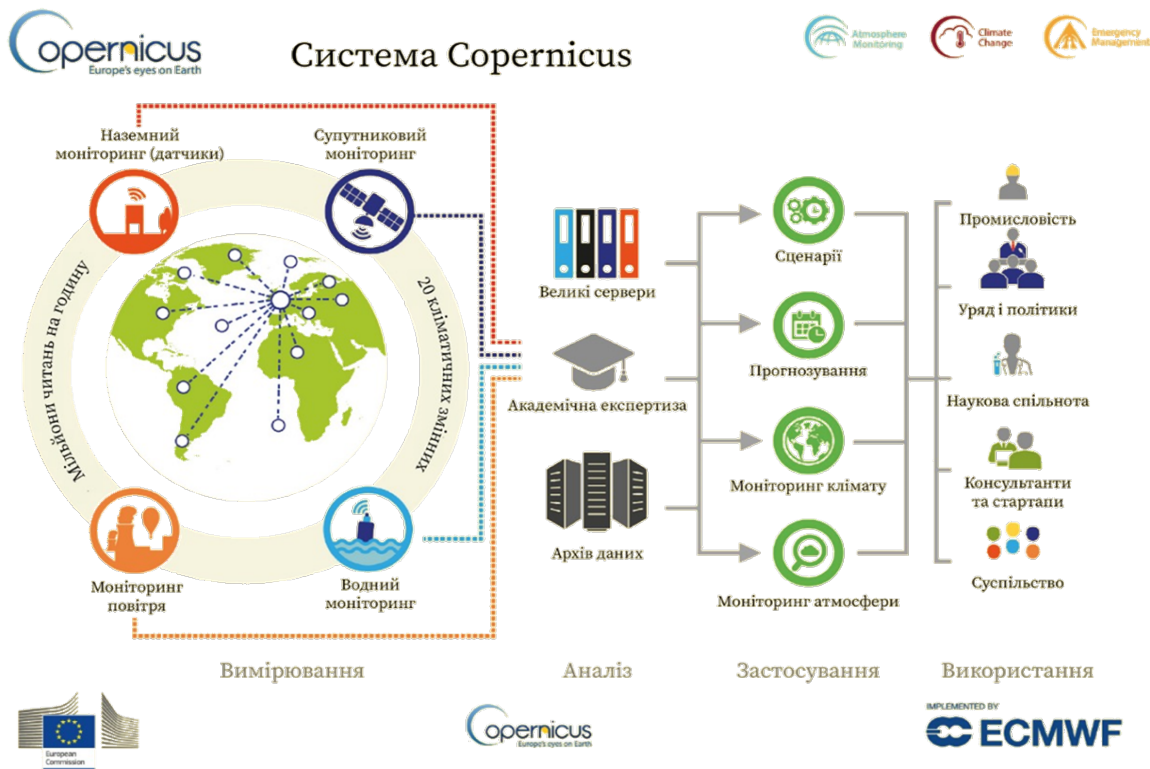 Copernicus
Europe's eyes on Earth
Система Copernicus
Atmosphere
Monitoring
Climate
Change
Emergency
Management
Наземний
моніторинг (датчики)
Супутниковий
моніторинг
Мільйони читань на годину
20 кліматичних змінних
Моніторинг
повітря
Водний
моніторинг
Великі сервери
Академічна експертиза
Архів даних
Сценарії
Прогнозування
Моніторинг клімату
Моніторинг атмосфери
Промисловість
Уряд і політики
Наукова спільнота
Консультанти
та стартапи
Суспільство
Вимірювання
Аналіз
Застосування
Використання
European
Commission
Copernicus
Europe's eyes on Earth
IMPLEMENTED BY
ECMWF